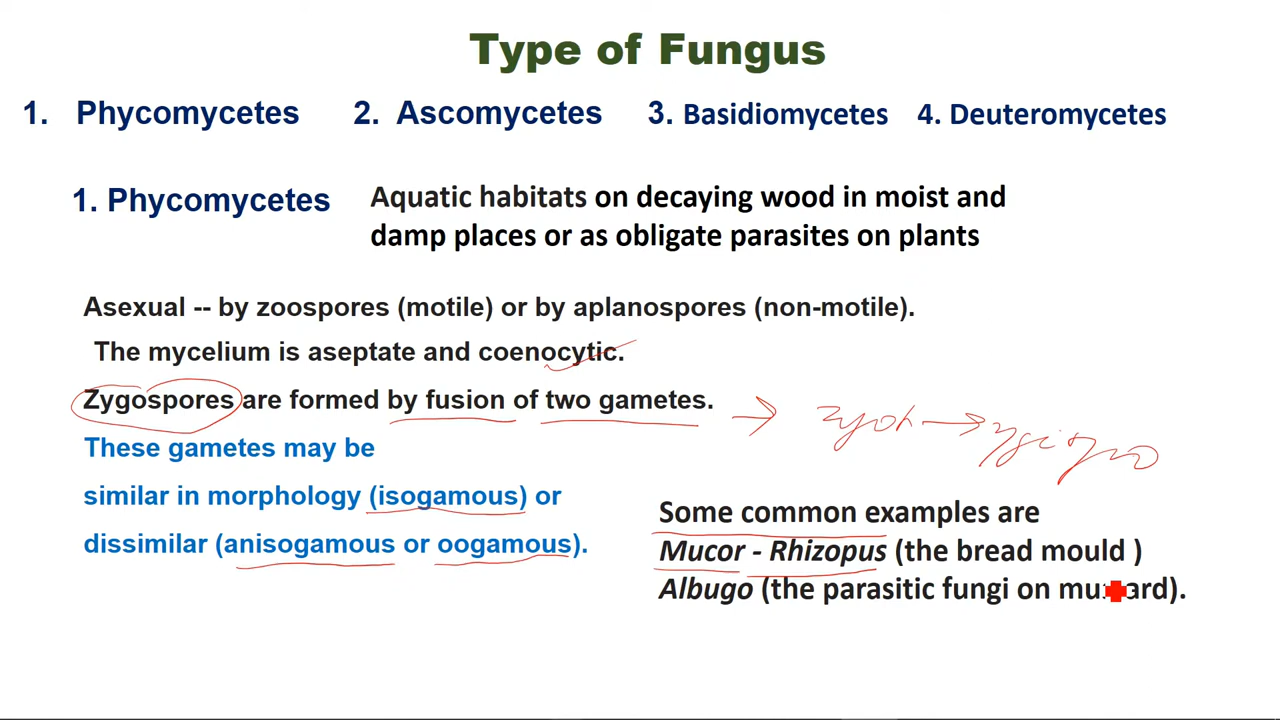 Type of Fungus
1. Phycomycetes 2. Ascomycetes 3. Basidiomycetes 4. Deuteromycetes
1. Phycomycetes
Aquatic habitats on decaying wood in moist and
damp places or as obligate parasites on plants
Asexual -- by zoospores (motile) or by aplanospores (non-motile).
The mycelium is aseptate and coenocytic.
Zygospores are formed by fusion of two gametes.
These gametes may be
similar in morphology (isogamous) or
dissimilar (anisogamous or oogamous).
Some common examples are
Mucor - Rhizopus (the bread mould )
Albugo (the parasitic fungi on mustard).